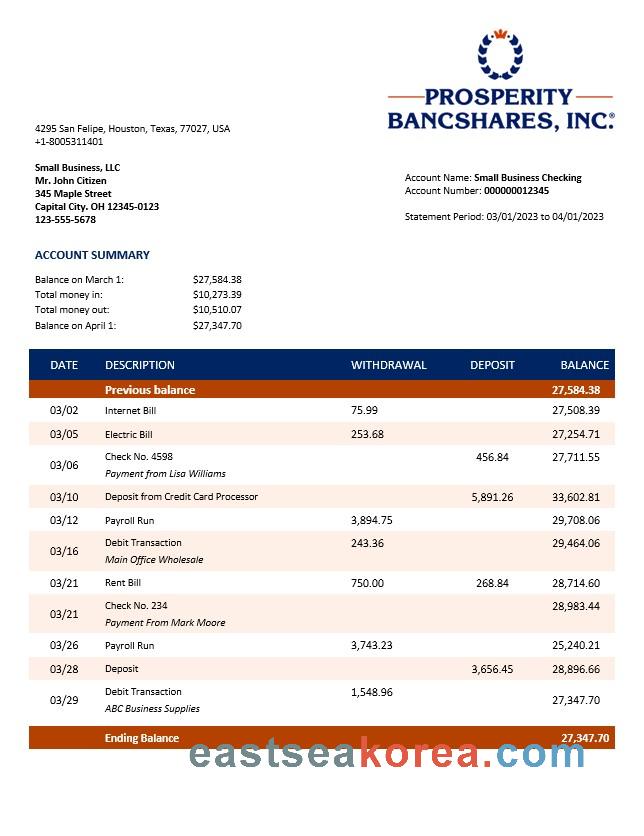 PROSPERITY
BANCSHARES, INC.®
4295 San Felipe, Houston, Texas, 77027, USA
+1-8005311401
Small Business, LLC
Mr. John Citizen
345 Maple Street
Capital City. OH 12345-0123
123-555-5678
Account Name: Small Business Checking
Account Number: 000000012345
Statement Period: 03/01/2023 to 04/01/2023
ACCOUNT SUMMARY
Balance on March 1: $27,584.38
Total money in: $10,273.39
Total money out: $10,510.07
Balance on April 1: $27,347.70
DATE DESCRIPTION WITHDRAWAL DEPOSIT BALANCE
Previous balance 27,584.38
03/02 Internet Bill 75.99 27,508.39
03/05 Electric Bill 253.68 27,254.71
03/06 Check No. 4598 456.84 27,711.55
Payment from Lisa Williams
03/10 Deposit from Credit Card Processor 5,891.26 33,602.81
03/12 Payroll Run 3,894.75 29,708.06
03/16 Debit Transaction 243.36 29,464.06
Main Office Wholesale
03/21 Rent Bill 750.00 268.84 28,714.60
03/21 Check No. 234 28,983.44
Payment From Mark Moore
03/26 Payroll Run 3,743.23 25,240.21
03/28 Deposit 3,656.45 28,896.66
03/29 Debit Transaction 1,548.96 27,347.70
ABC Business Supplies
Ending Balance 27,347.70
eastseakorea.com